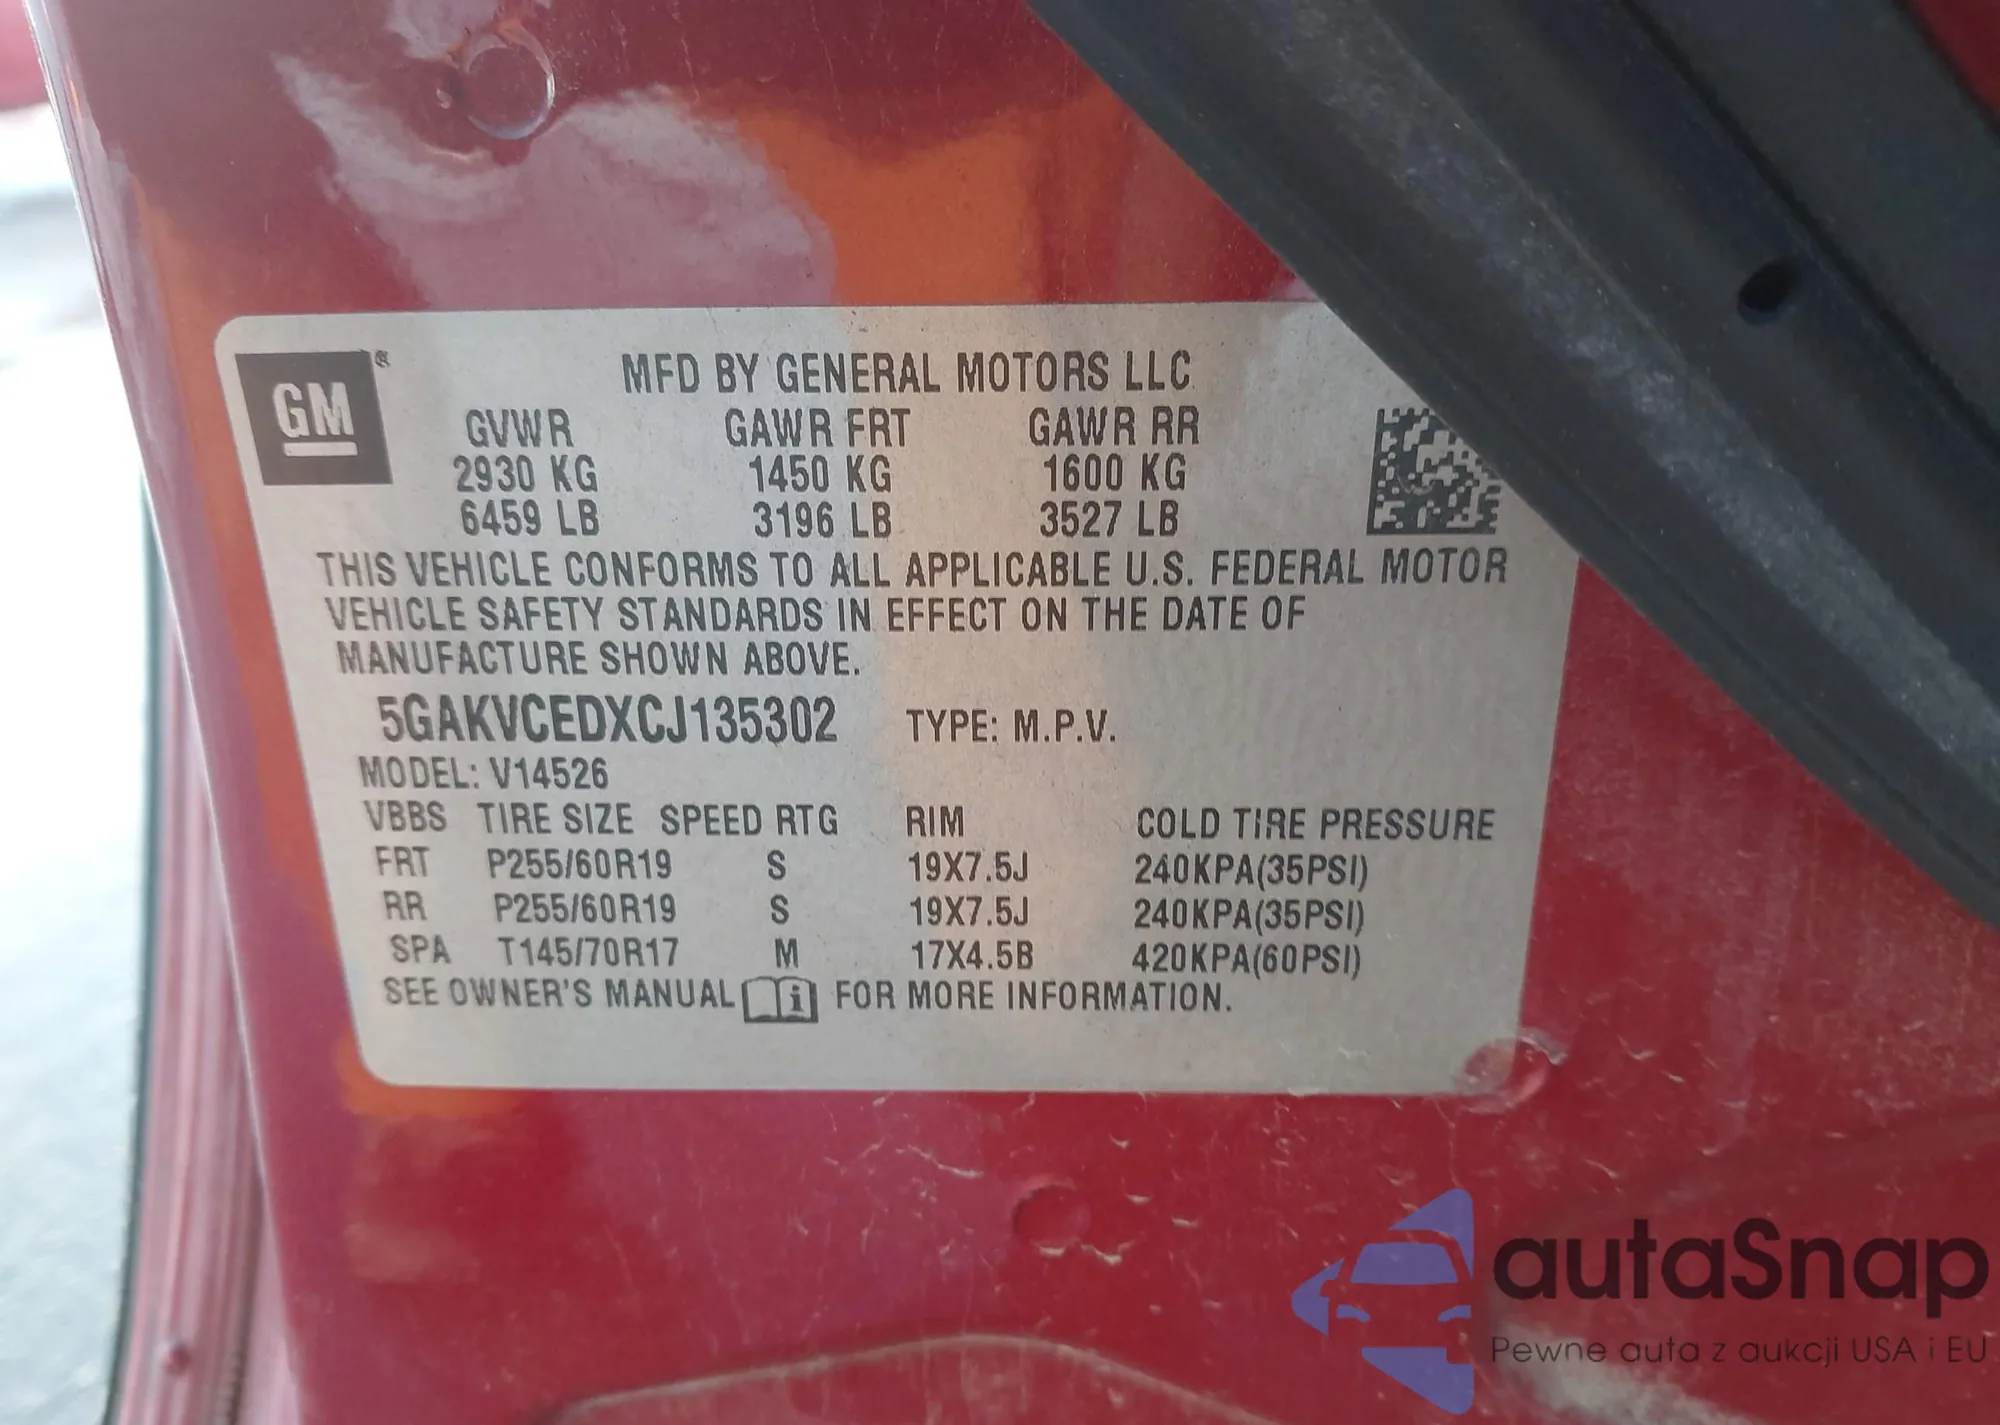 GM ®
MFD BY GENERAL MOTORS LLC
GVWR GAWR FRT GAWR RR
2930 KG 1450 KG 1600 KG
6459 LB 3196 LB 3527 LB
THIS VEHICLE CONFORMS TO ALL APPLICABLE U.S. FEDERAL MOTOR
VEHICLE SAFETY STANDARDS IN EFFECT ON THE DATE OF
MANUFACTURE SHOWN ABOVE.
5GAKVCEDXCJ135302 TYPE: M.P.V.
MODEL: V14526
VBBS TIRE SIZE SPEED RTG RIM COLD TIRE PRESSURE
FRT P255/60R19 S 19X7.5J 240KPA(35PSI)
RR P255/60R19 S 19X7.5J 240KPA(35PSI)
SPA T145/70R17 M 17X4.5B 420KPA(60PSI)
SEE OWNER'S MANUAL i FOR MORE INFORMATION.
autaSnap
Pewne auta z aukcji USA i EU